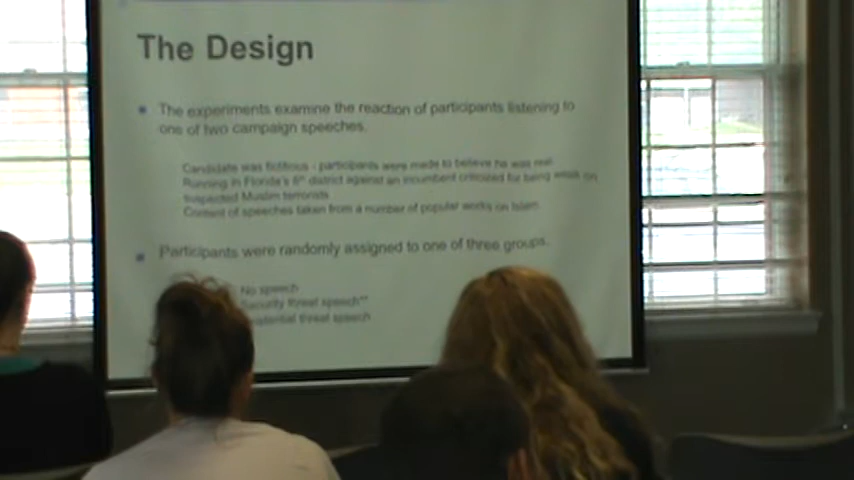 The Design
The experiments examine the reaction of participants listening to
one of two campaign speeches.
Candidate was fictitious - participants were made to believe he was real
Running in Florida's 8th district against an incumbent criticized for being weak on
suspected Muslim terrorists
Content of speeches taken from a number of popular works on Islam
Participants were randomly assigned to one of three groups.
No speech
Security threat speech**
threat speech